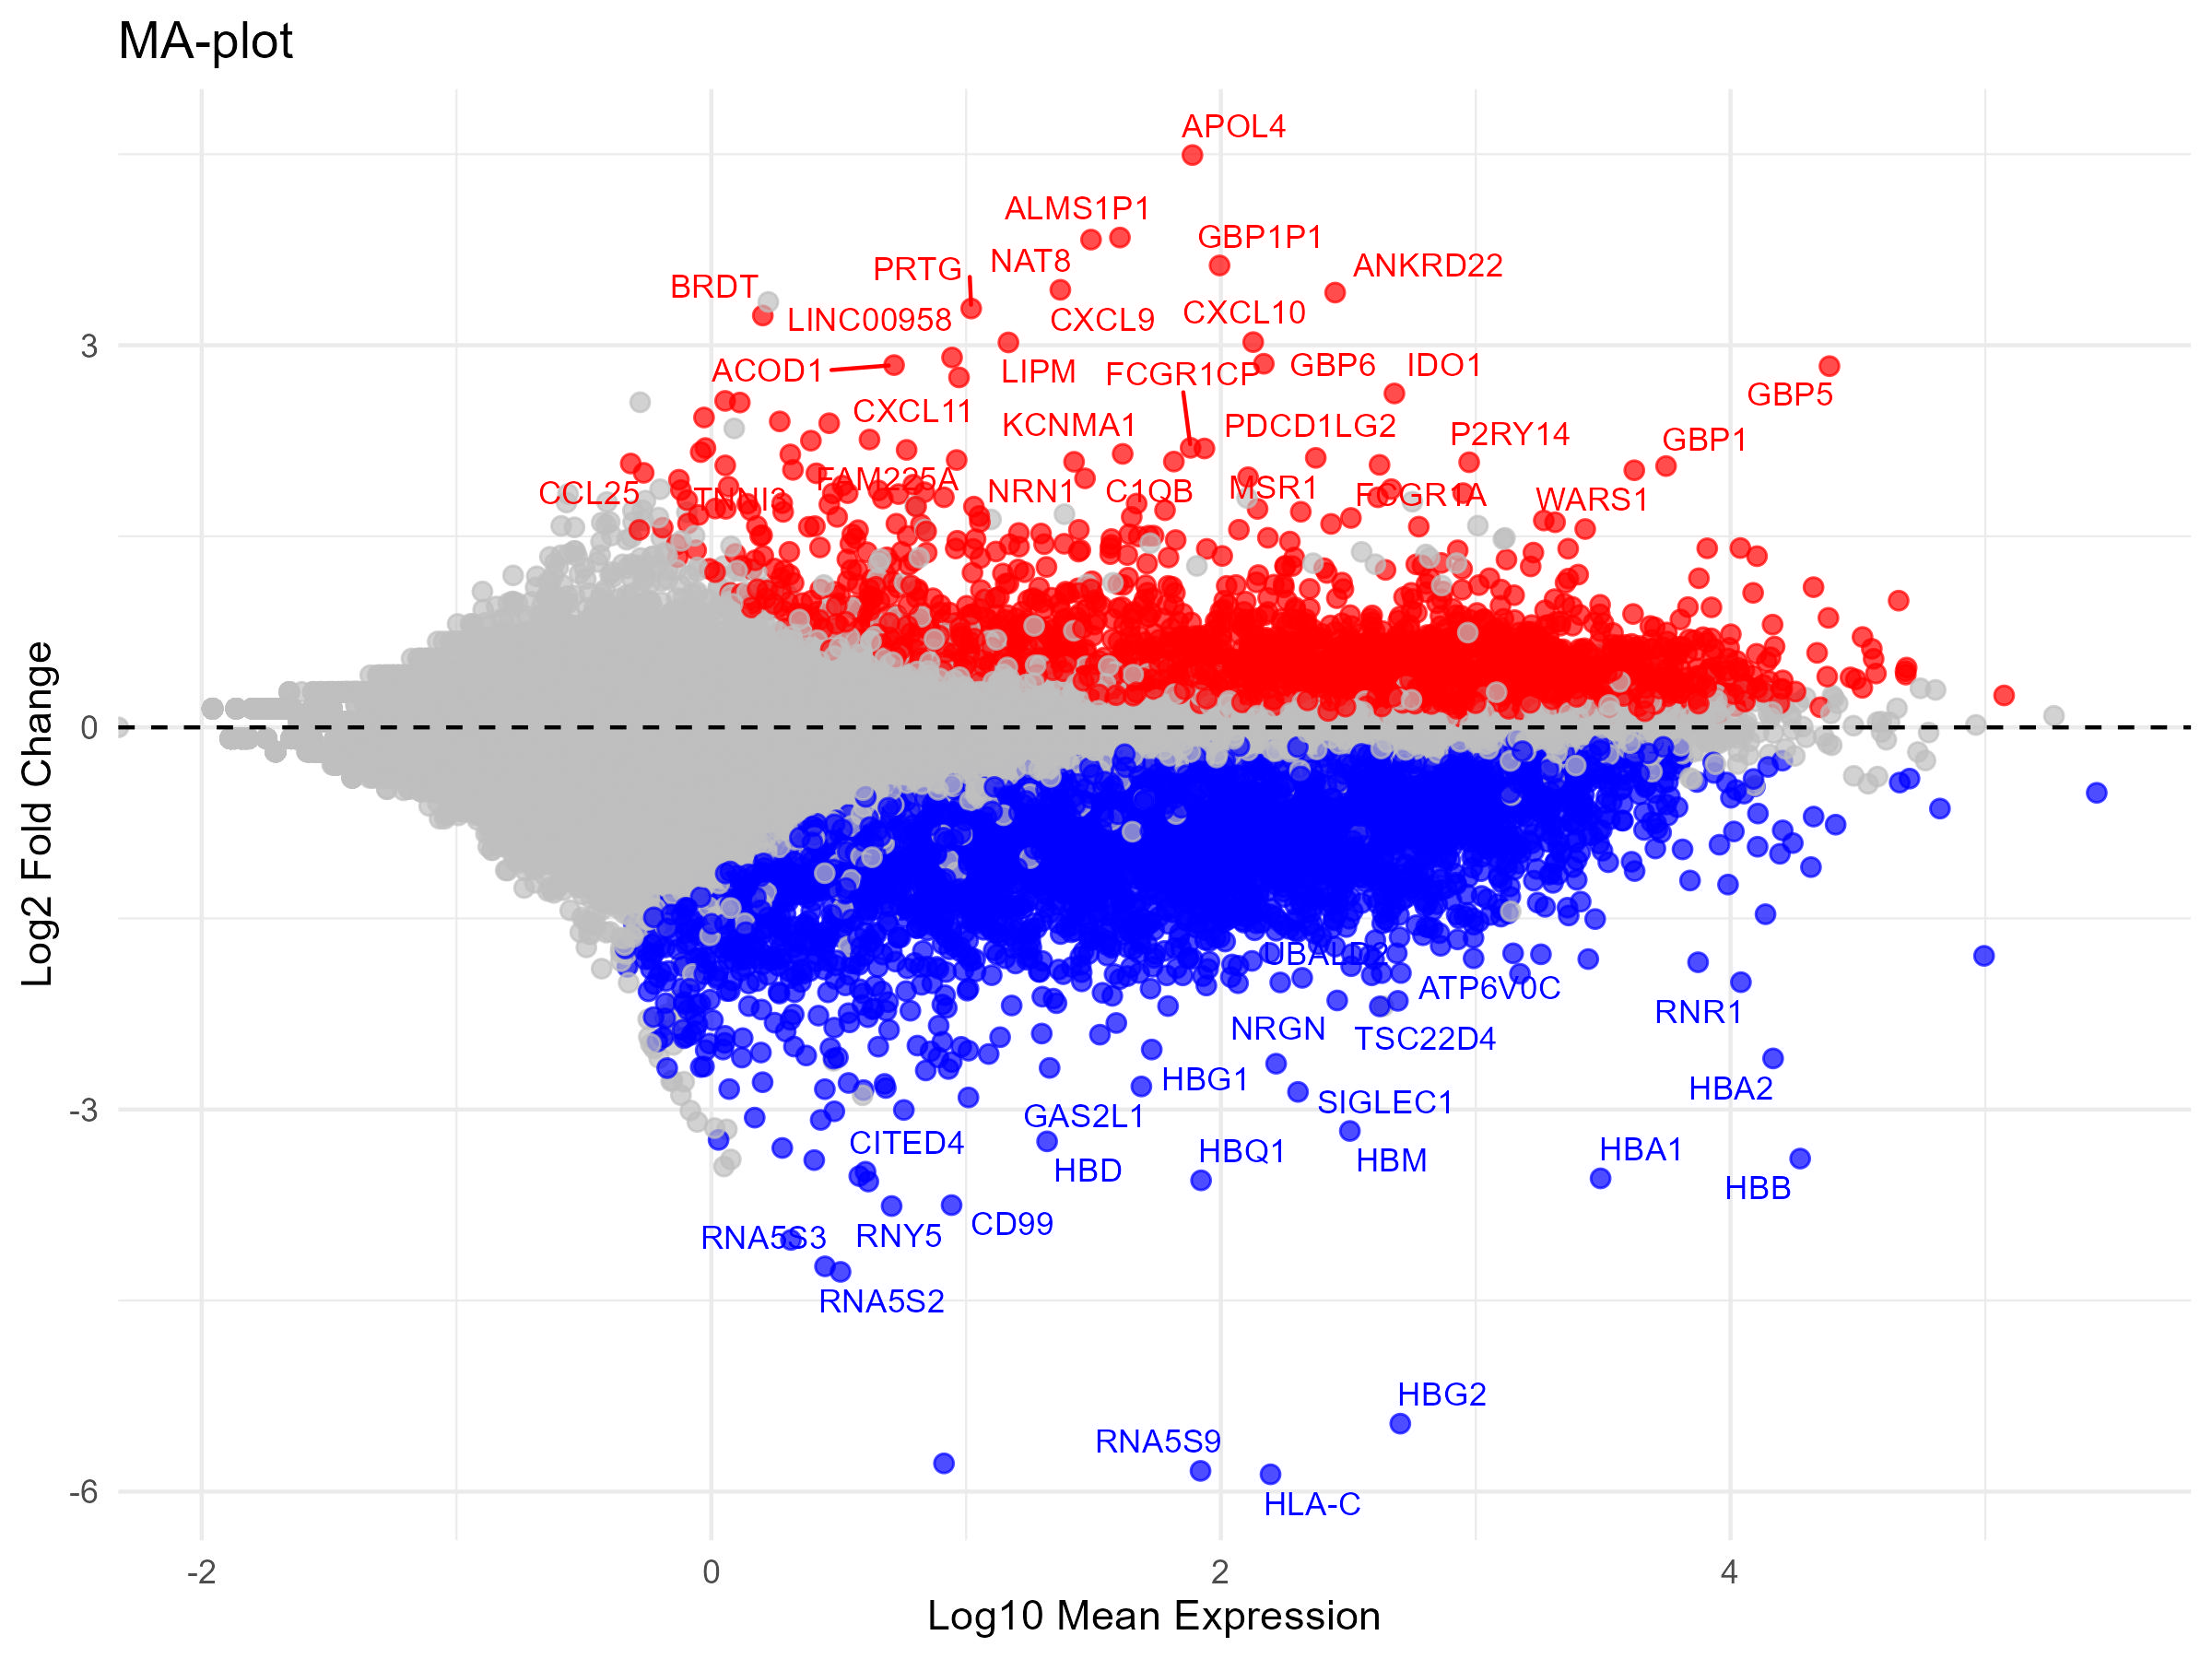 MA-plot
APOL4
ALMS1P1
GBP1P1
NAT8
PRTG
ANKRD22
BRDT
LINC00958
CXCL9
CXCL10
ACOD1
LIPM
FCGR1CP
GBP6
IDO1
GBP5
CXCL11
KCNMA1
PDCD1LG2
P2RY14
GBP1
CCL25
TNNI3
FAM225A
NRN1
C1QB
MSR1
FCGR1A
WARS1
UBALD2
ATP6V0C
RNR1
NRGN
TSC22D4
HBG1
HBA2
GAS2L1
SIGLEC1
CITED4
HBD
HBQ1
HBM
HBA1
HBB
RNA5S3
RNY5
CD99
RNA5S2
HBG2
RNA5S9
HLA-C
3
0
-3
-6
Log2 Fold Change
-2
0
2
4
Log10 Mean Expression